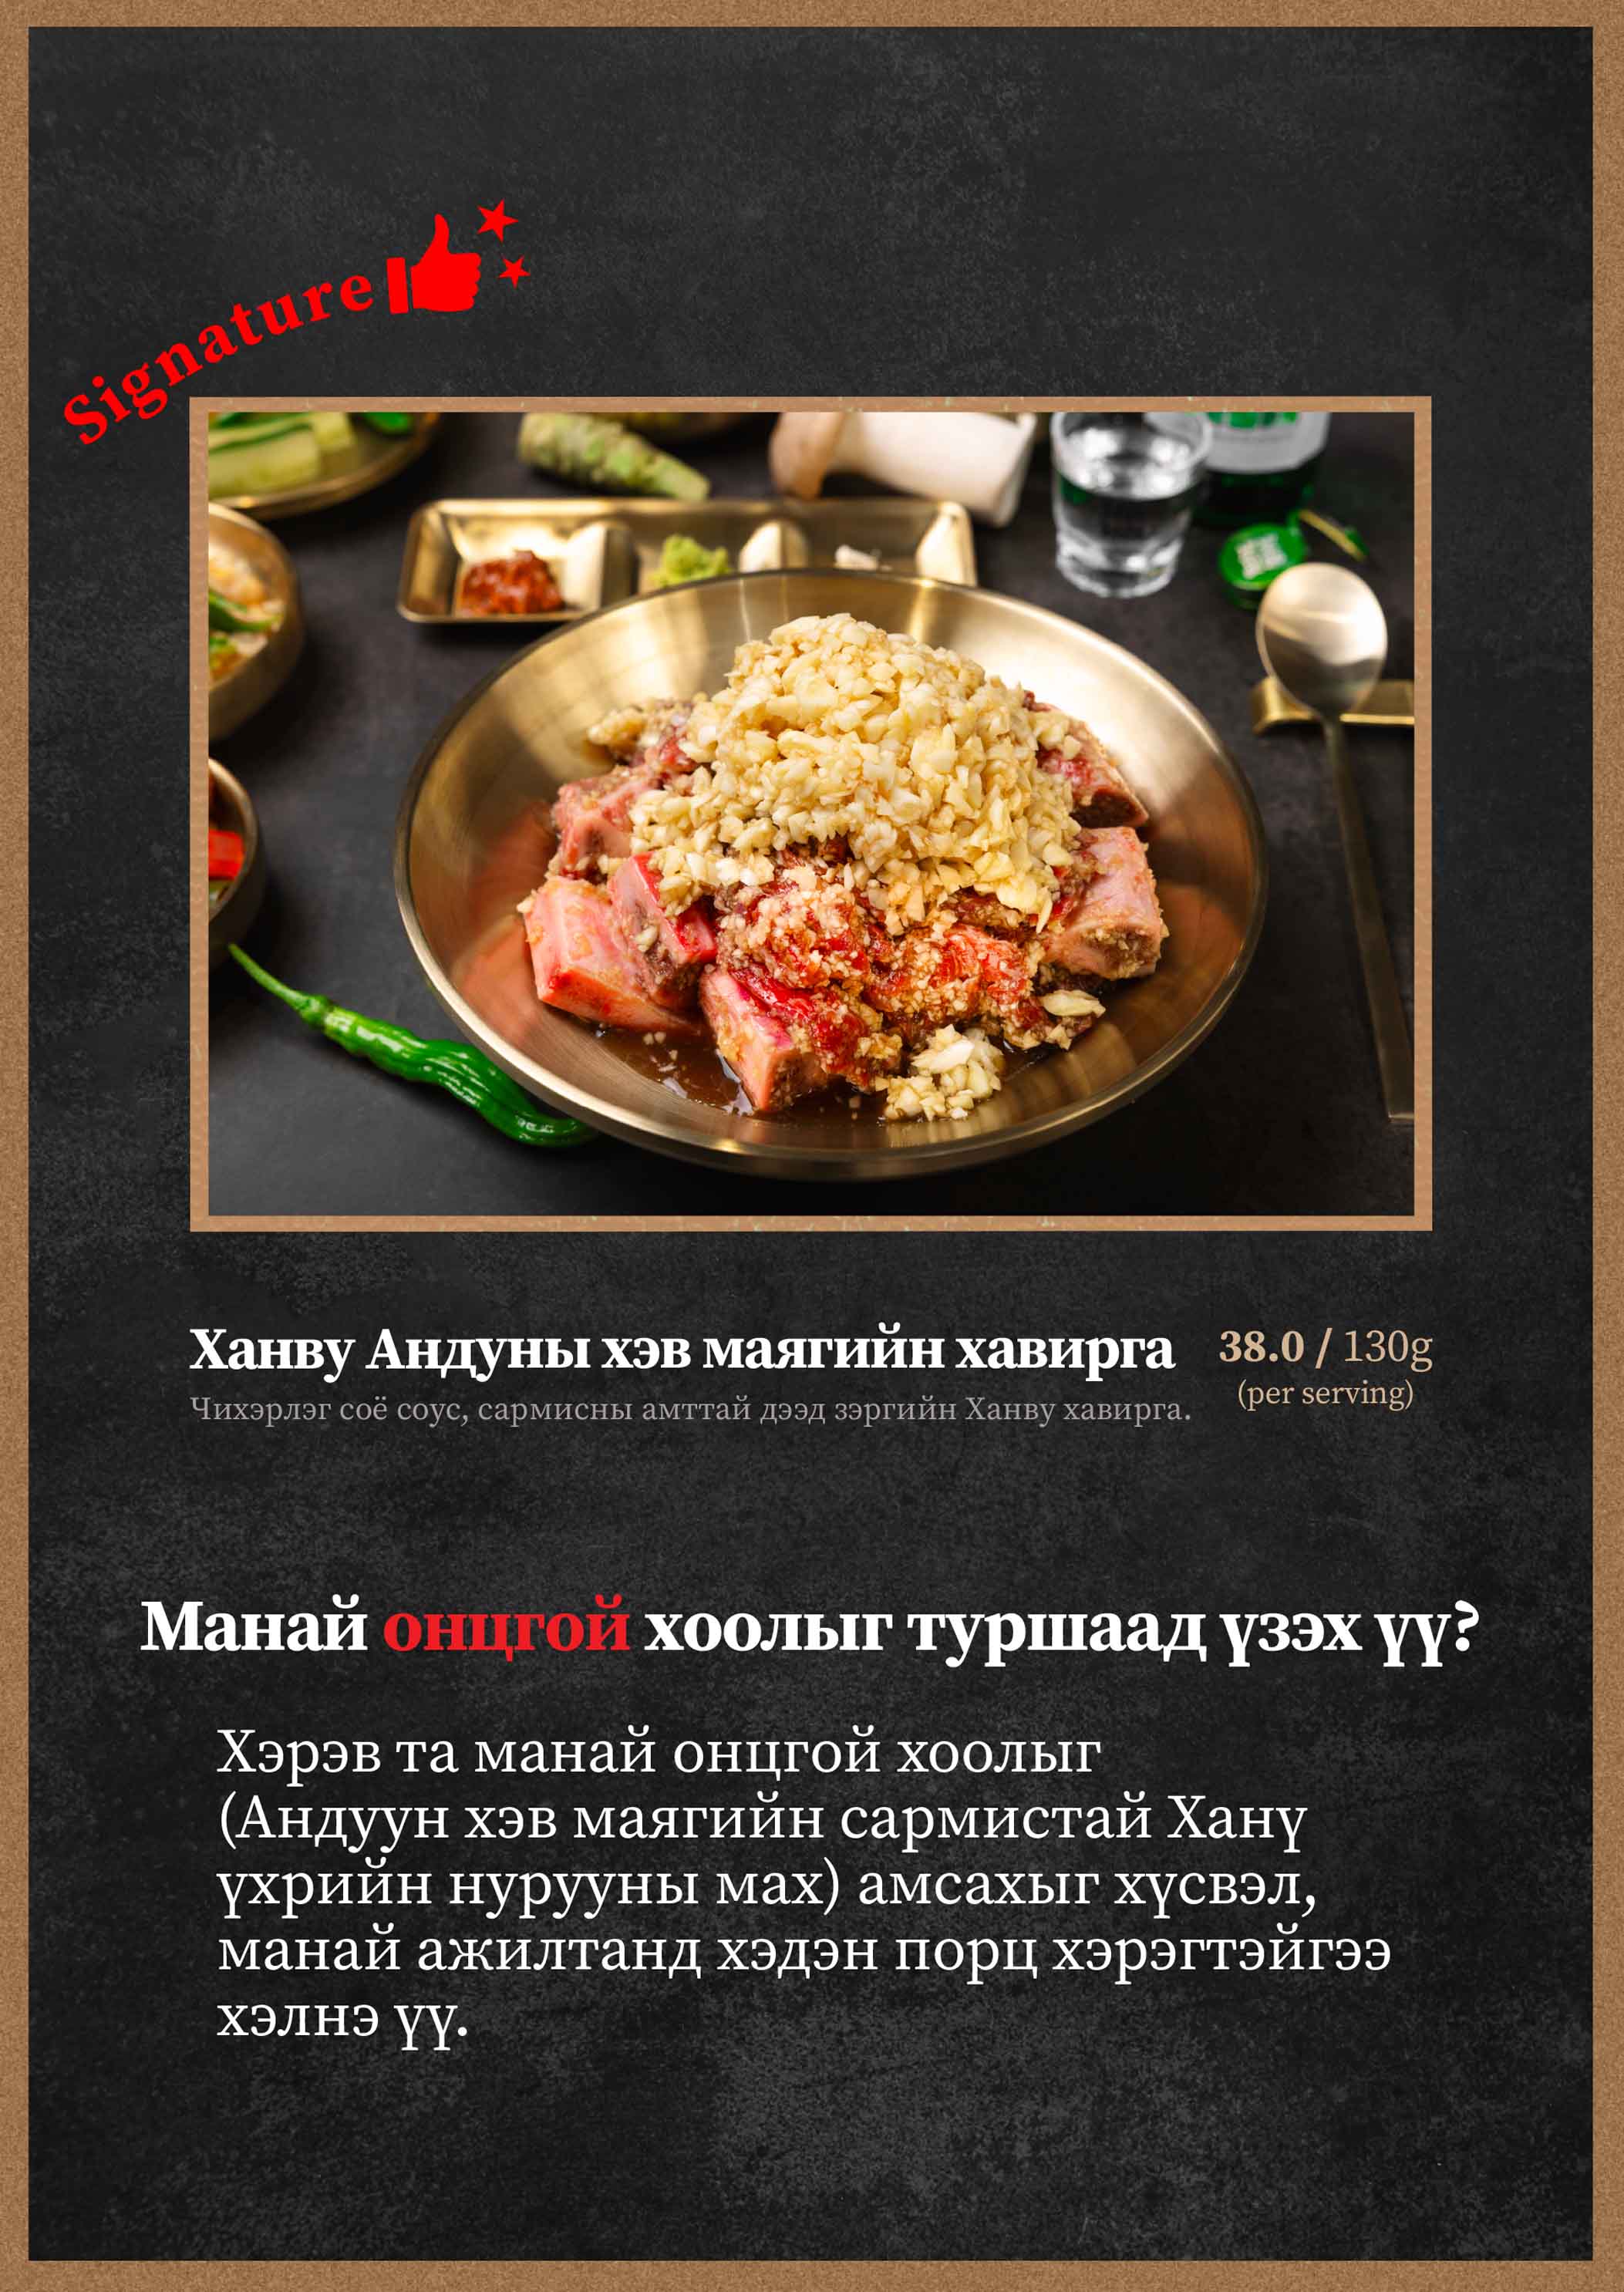 Signature
Ханву Андуны хэв маягийн хавирга
38.0 / 130g
Чихэрлэг соё соус, сармисны амттай дээд зэргийн Ханву хавирга.
(per serving)
Манай онцгой хоолыг туршаад үзэх үү?
Хэрэв та манай онцгой хоолыг
(Андуун хэв маягийн сармистай Ханү
үхрийн нурууны мах) амсахыг хүсвэл,
манай ажилтанд хэдэн порц хэрэгтэйгээ
хэлнэ үү.